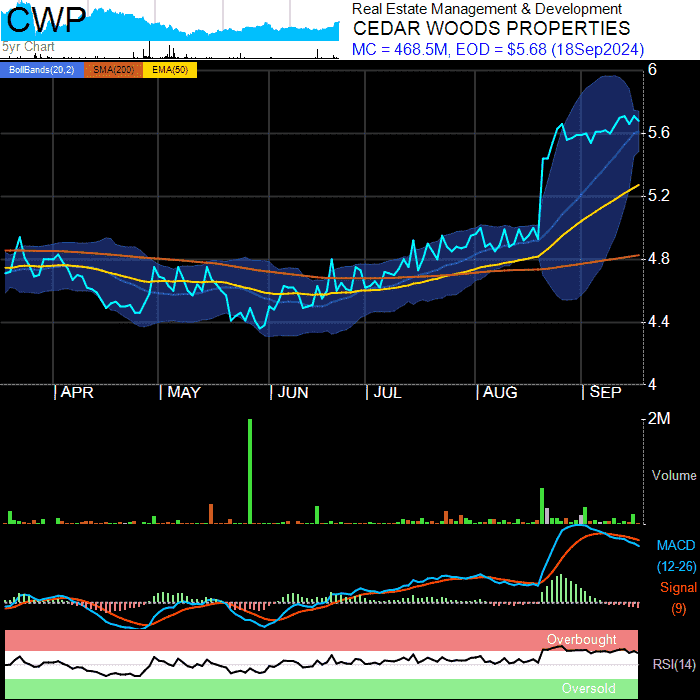 CWP
5yr Chart
Real Estate Management & Development
CEDAR WOODS PROPERTIES
MC = 468.5M, EOD = $5.68 (18Sep2024)
BollBands(20,2) SMA(200) EMA(50)
6
5.6
5.2
4.8
4.4
4
APR MAY JUN JUL AUG SEP
2M
Volume
MACD
(12-26)
Signal
(9)
Overbought
RSI(14)
Oversold